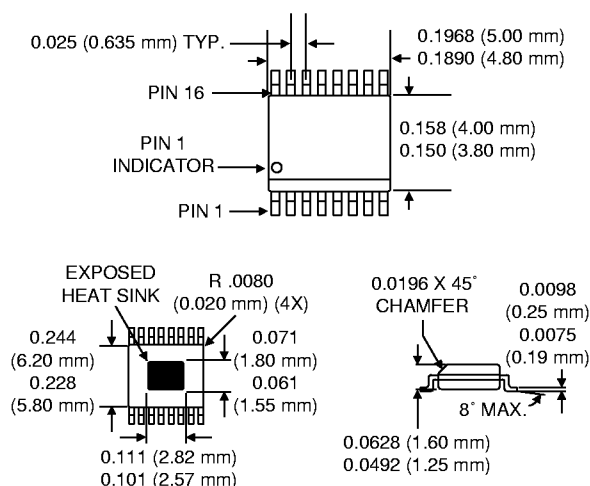 0.025 (0.635 mm) TYP.
0.1968 (5.00 mm)
0.1890 (4.80 mm)
PIN 16
PIN 1
INDICATOR
0.158 (4.00 mm)
0.150 (3.80 mm)
PIN 1
EXPOSED
HEAT SINK
R .0080
(0.020 mm) (4X)
0.244
(6.20 mm)
0.228
(5.80 mm)
0.071
(1.80 mm)
0.061
(1.55 mm)
0.111 (2.82 mm)
0.101 (2.57 mm)
0.0196 X 45°
CHAMFER
0.0098
(0.25 mm)
0.0075
(0.19 mm)
8° MAX.
0.0628 (1.60 mm)
0.0492 (1.25 mm)